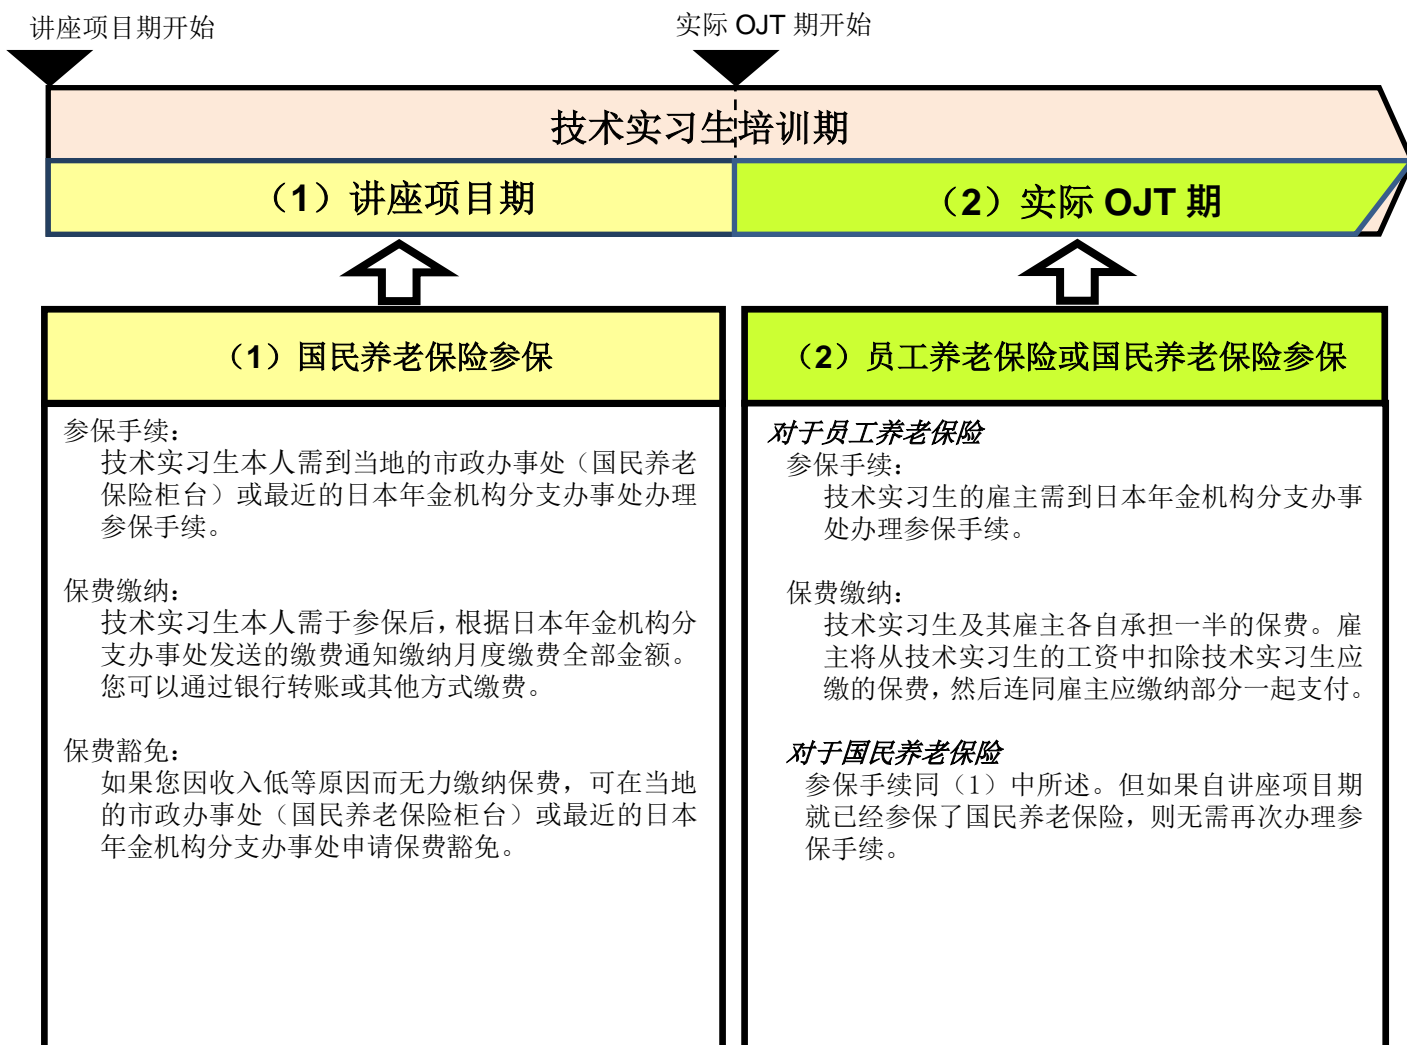 讲座项目期开始
实际 OJT 期开始
技术实习生培训期
（1）讲座项目期
（2）实际 OJT 期
（1）国民养老保险参保
参保手续：
技术实习生本人需到当地的市政办事处（国民养老
保险柜台）或最近的日本年金机构分支办事处办理
参保手续。
保费缴纳：
技术实习生本人需于参保后，根据日本年金机构分
支办事处发送的缴费通知缴纳月度缴费全部金额。
您可以通过银行转账或其他方式缴费。
保费豁免：
如果您因收入低等原因而无力缴纳保费，可在当地
的市政办事处（国民养老保险柜台）或最近的日本
年金机构分支办事处申请保费豁免。
（2）员工养老保险或国民养老保险参保
对于员工养老保险
参保手续：
技术实习生的雇主需到日本年金机构分支办事
处办理参保手续。
保费缴纳：
技术实习生及其雇主各自承担一半的保费。雇
主将从技术实习生的工资中扣除技术实习生应
缴的保费，然后连同雇主应缴纳部分一起支付。
对于国民养老保险
参保手续同（1）中所述。但如果自讲座项目期
就已经参保了国民养老保险，则无需再次办理参
保手续。